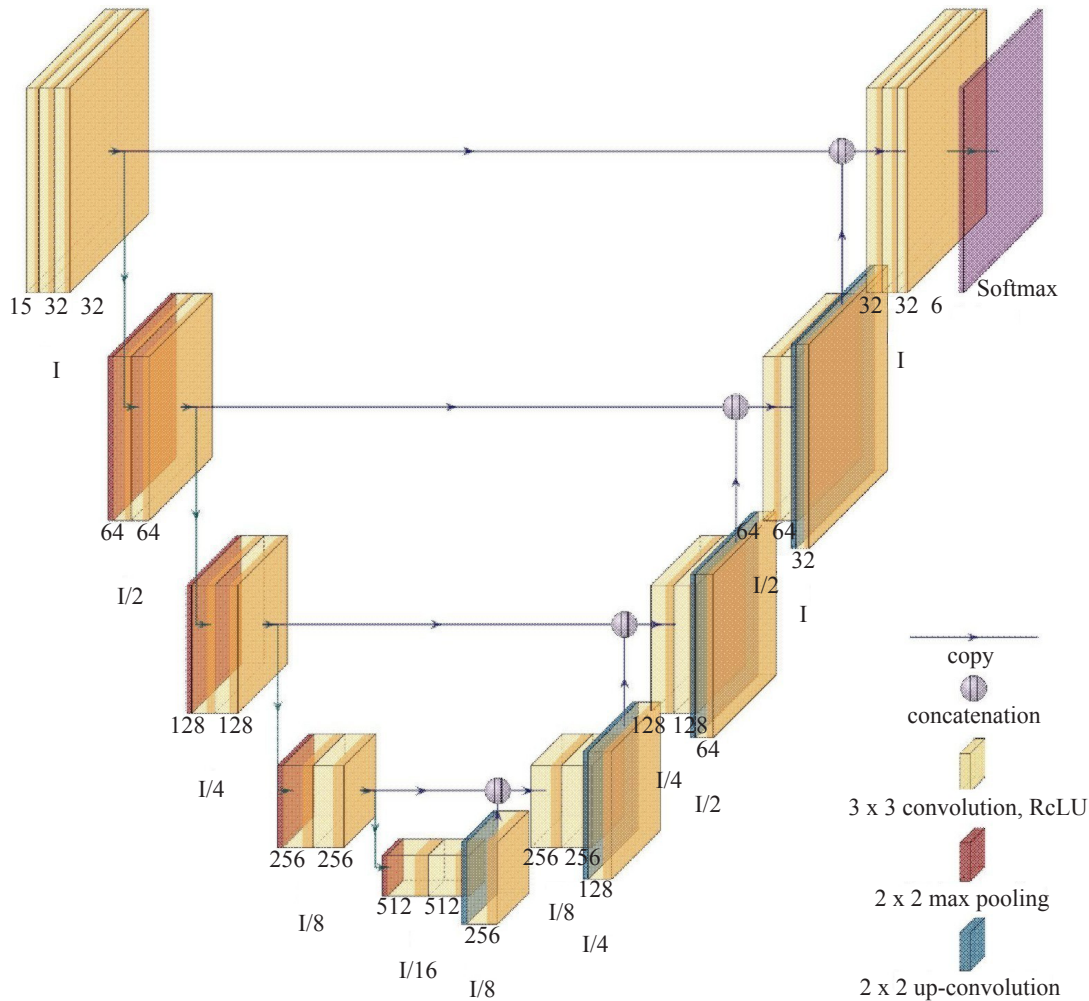 15 32 32
I
64 64
I/2
128 128
I/4
256 256
I/8
512 512
I/16
256
I/8
256 256
I/8
128
I/4
128 128
I/4
64
I/2
64 64
I/2
32
I
32 32 6
I
Softmax
copy
concatenation
3 x 3 convolution, RcLU
2 x 2 max pooling
2 x 2 up-convolution